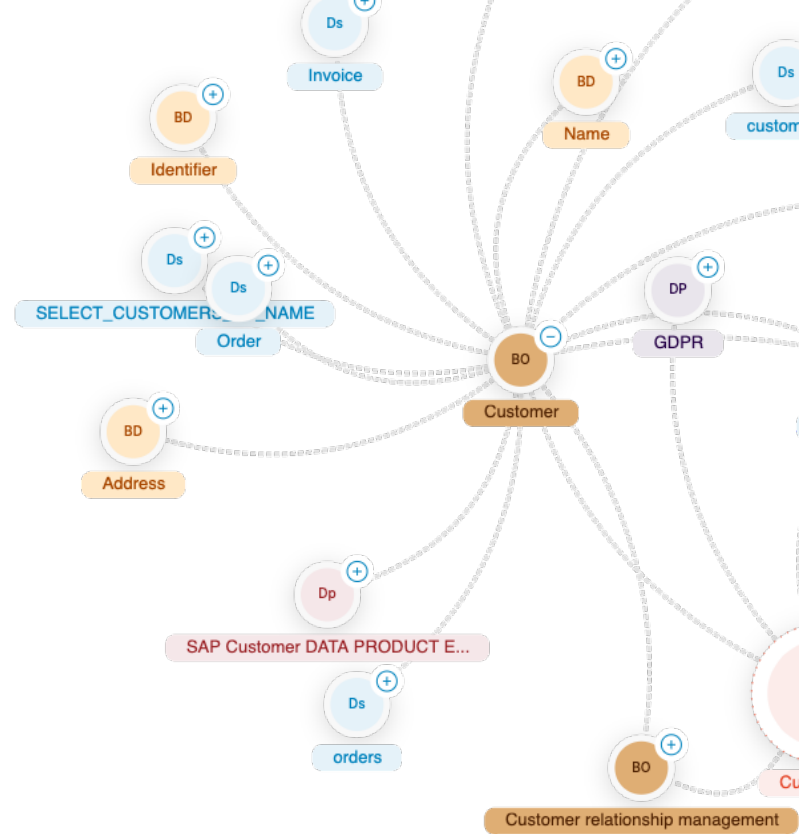 Ds
Invoice
BD
Name
Ds
custom
BD
Identifier
Ds
SELECT_CUSTOMERS
NAME
Ds
Order
DP
GDPR
BO
Customer
BD
Address
Dp
SAP Customer DATA PRODUCT E...
Ds
orders
BO
Customer relationship management
Cu